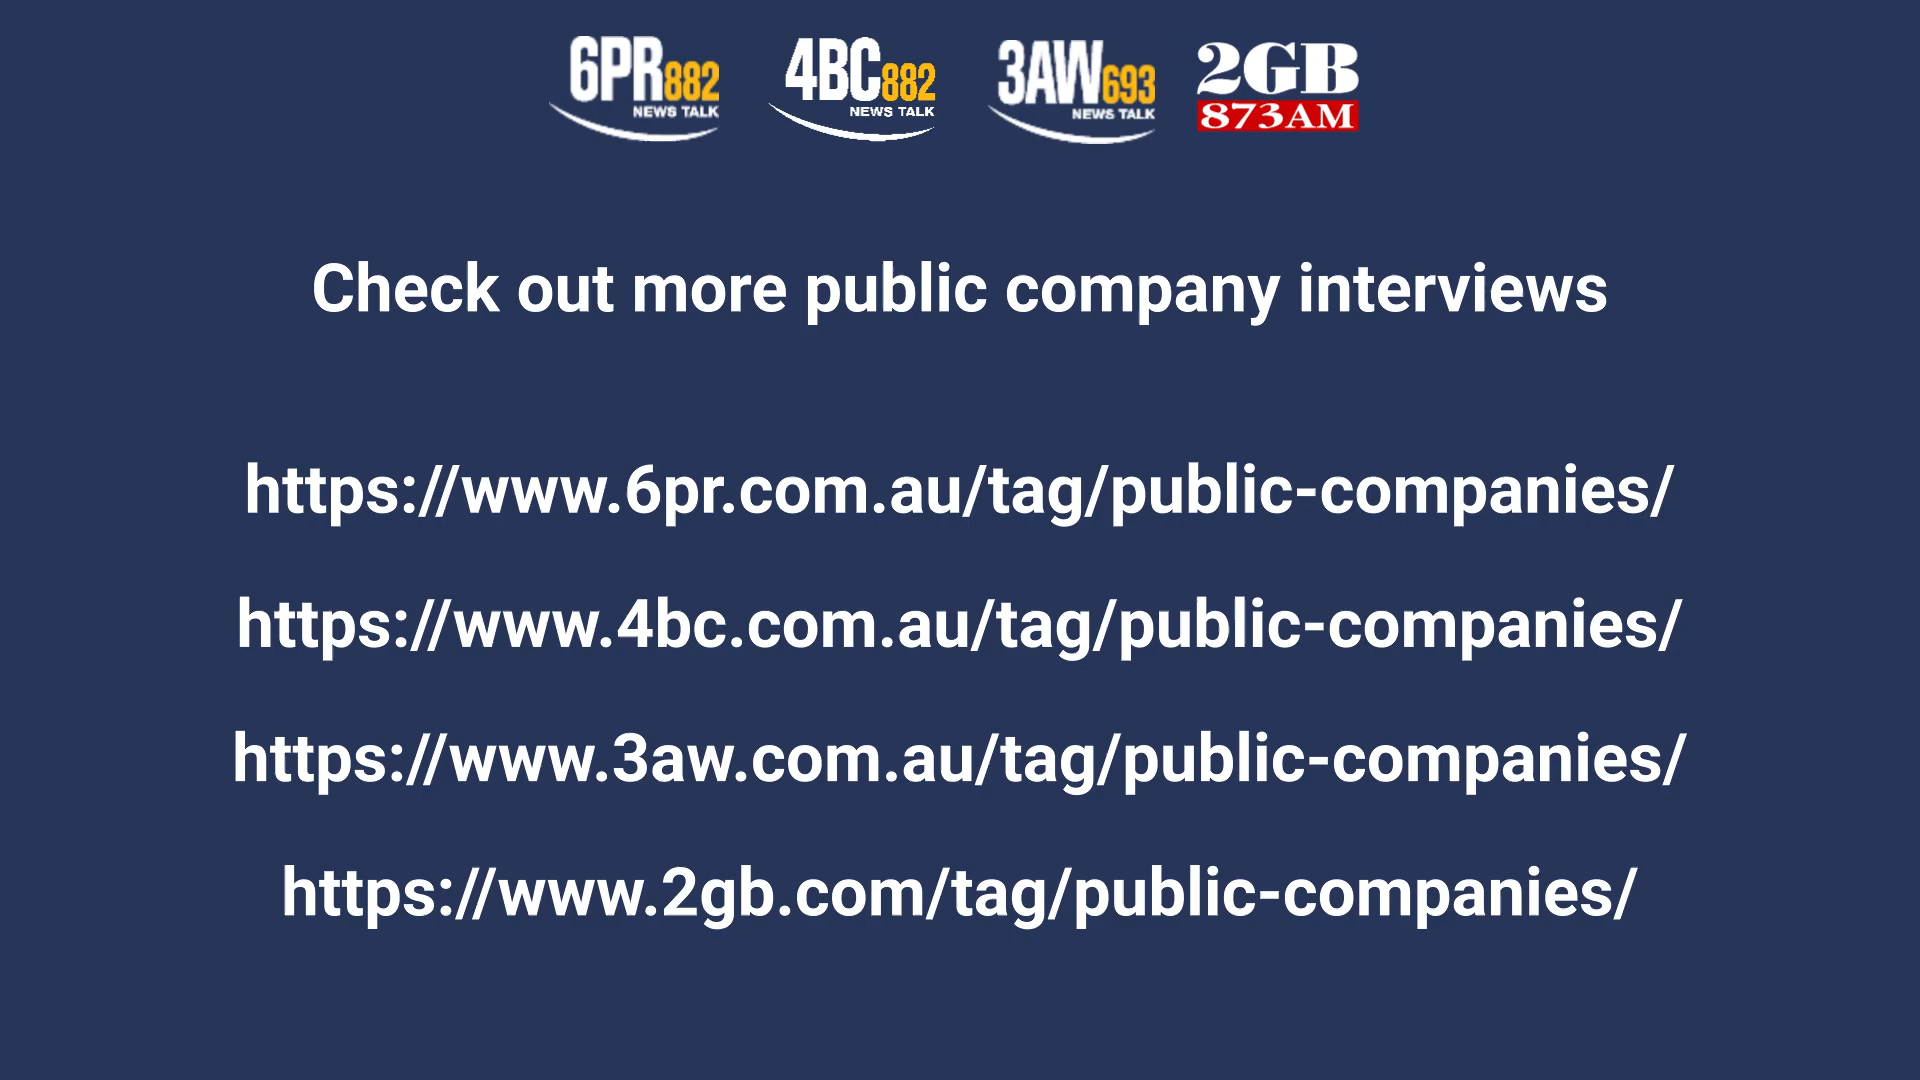 6PR882 4BC882 3AW693 2GB
NEWS TALK NEWS TALK NEWS TALK 873AM
Check out more public company interviews
https://www.6pr.com.au/tag/public-companies/
https://www.4bc.com.au/tag/public-companies/
https://www.3aw.com.au/tag/public-companies/
https://www.2gb.com/tag/public-companies/